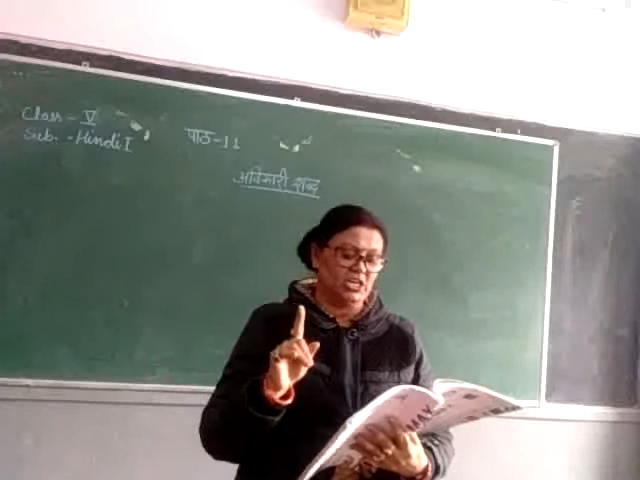 Class - V
Sub. - Hindi I
पाठ-11
अविकारी शब्द